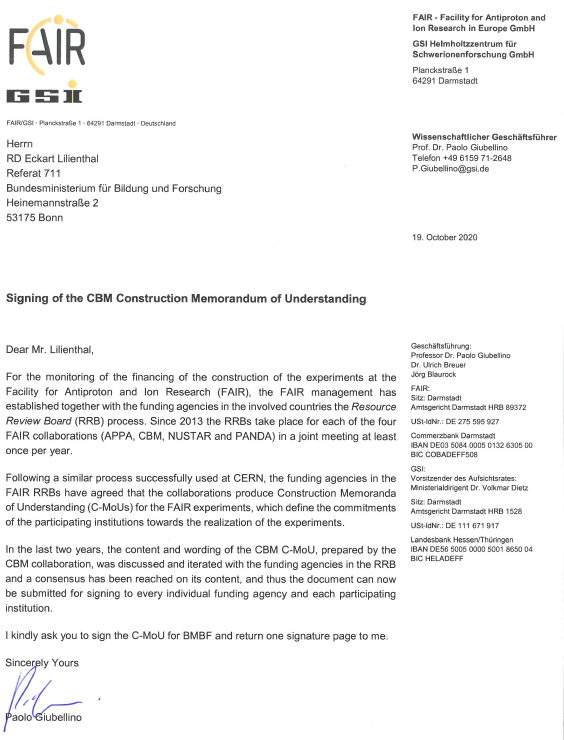 FAIR
GSI
FAIR/GSI - Planckstraße 1 - 64291 Darmstadt - Deutschland
Herrn
RD Eckart Lilienthal
Referat 711
Bundesministerium für Bildung und Forschung
Heinemannstraße 2
53175 Bonn
FAIR - Facility for Antiproton and
Ion Research in Europe GmbH
GSI Helmholtzzentrum für
Schwerionenforschung GmbH
Planckstraße 1
64291 Darmstadt
Wissenschaftlicher Geschäftsführer
Prof. Dr. Paolo Giubellino
Telefon +49 6159 71-2648
P.Giubellino@gsi.de
19. October 2020
Signing of the CBM Construction Memorandum of Understanding
Dear Mr. Lilienthal,
For the monitoring of the financing of the construction of the experiments at the
Facility for Antiproton and Ion Research (FAIR), the FAIR management has
established together with the funding agencies in the involved countries the Resource
Review Board (RRB) process. Since 2013 the RRBs take place for each of the four
FAIR collaborations (APPA, CBM, NUSTAR and PANDA) in a joint meeting at least
once per year.
Following a similar process successfully used at CERN, the funding agencies in the
FAIR RRBs have agreed that the collaborations produce Construction Memoranda
of Understanding (C-MoUs) for the FAIR experiments, which define the commitments
of the participating institutions towards the realization of the experiments.
In the last two years, the content and wording of the CBM C-MoU, prepared by the
CBM collaboration, was discussed and iterated with the funding agencies in the RRB
and a consensus has been reached on its content, and thus the document can now
be submitted for signing to every individual funding agency and each participating
institution.
I kindly ask you to sign the C-MoU for BMBF and return one signature page to me.
Sincerely Yours
Paolo Giubellino
Geschäftsführung:
Professor Dr. Paolo Giubellino
Dr. Ulrich Breuer
Jörg Blaurock
FAIR:
Sitz: Darmstadt
Amtsgericht Darmstadt HRB 89372
USt-IdNr.: DE 275 595 927
Commerzbank Darmstadt
IBAN DE03 5084 0005 0132 6305 00
BIC COBADEFF508
GSI:
Vorsitzender des Aufsichtsrates:
Ministerialdirigent Dr. Volkmar Dietz
Sitz: Darmstadt
Amtsgericht Darmstadt HRB 1528
USt-IdNr.: DE 111 671 917
Landesbank Hessen/Thüringen
IBAN DE56 5005 0000 5001 8650 04
BIC HELADEFF